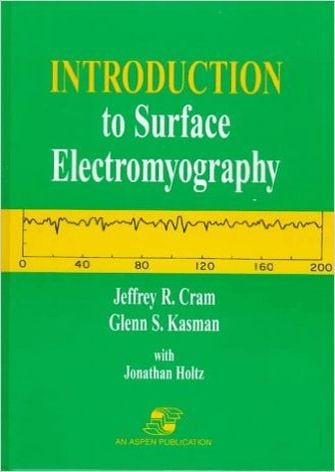 INTRODUCTION
to Surface
Electromyography
0 40 80 120 160 200
Jeffrey R. Cram
Glenn S. Kasman
with
Jonathan Holtz
AN ASPEN PUBLICATION